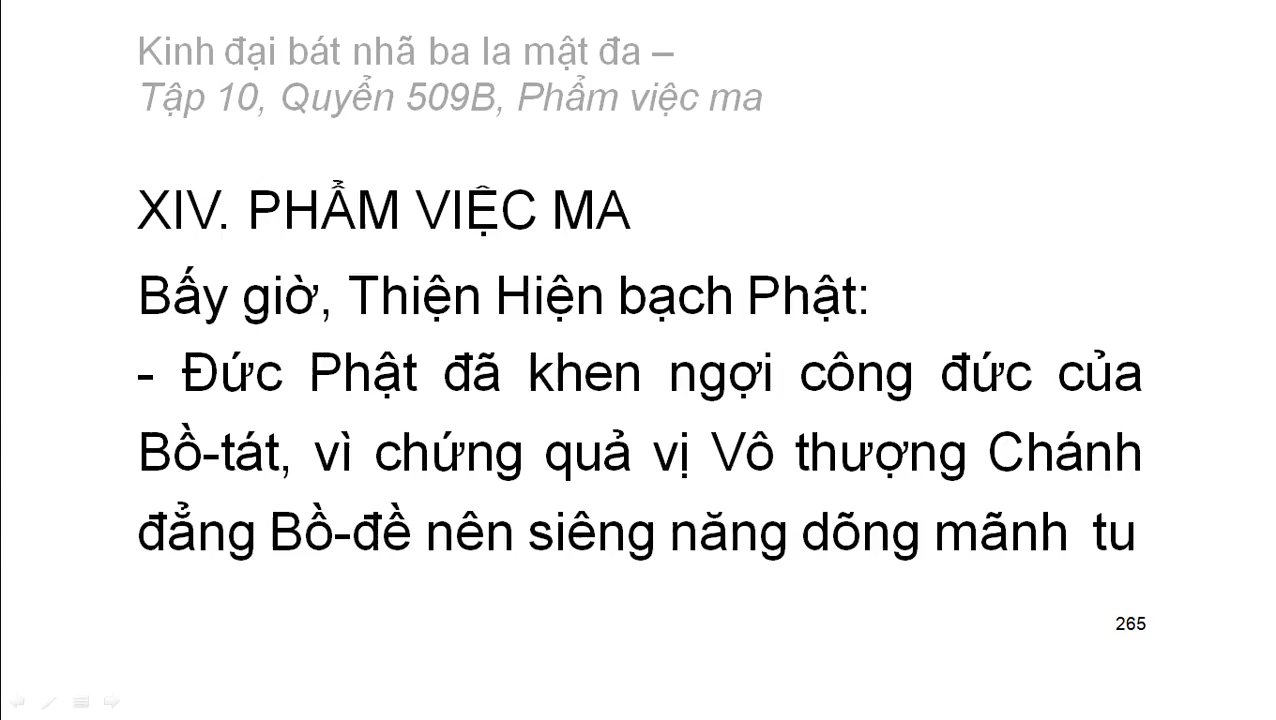 Kinh đại bát nhã ba la mật đa –
Tập 10, Quyển 509B, Phẩm việc ma
XIV. PHẨM VIỆC MA
Bấy giờ, Thiện Hiện bạch Phật:
- Đức Phật đã khen ngợi công đức của
Bồ-tát, vì chứng quả vị Vô thượng Chánh
đẳng Bồ-đề nên siêng năng dõng mãnh tu
265